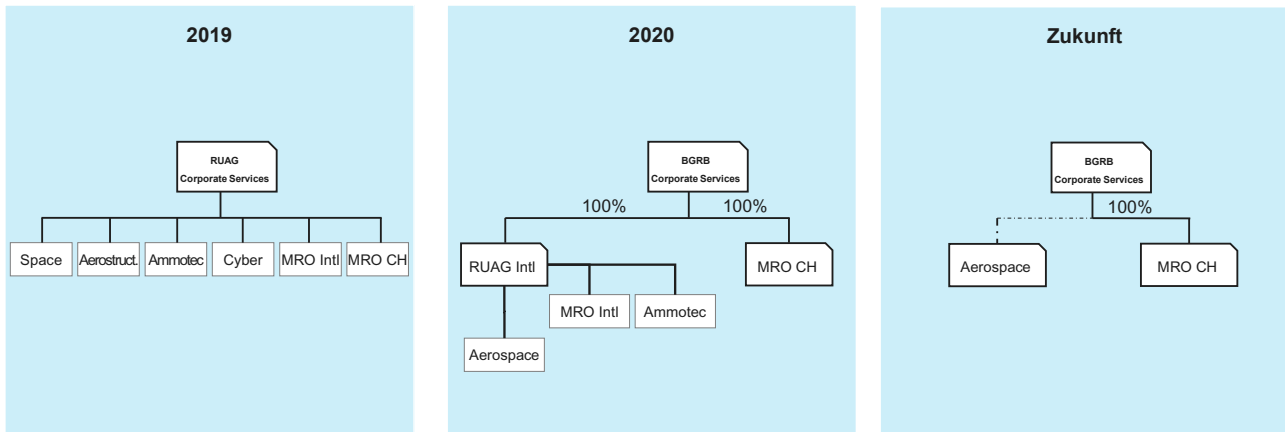 2019
RUAG
Corporate Services
Space
Aerostruct.
Ammotec
Cyber
MRO Intl
MRO CH
2020
BGRB
Corporate Services
100%
100%
RUAG Intl
MRO CH
MRO Intl
Ammotec
Aerospace
Zukunft
BGRB
Corporate Services
100%
Aerospace
MRO CH